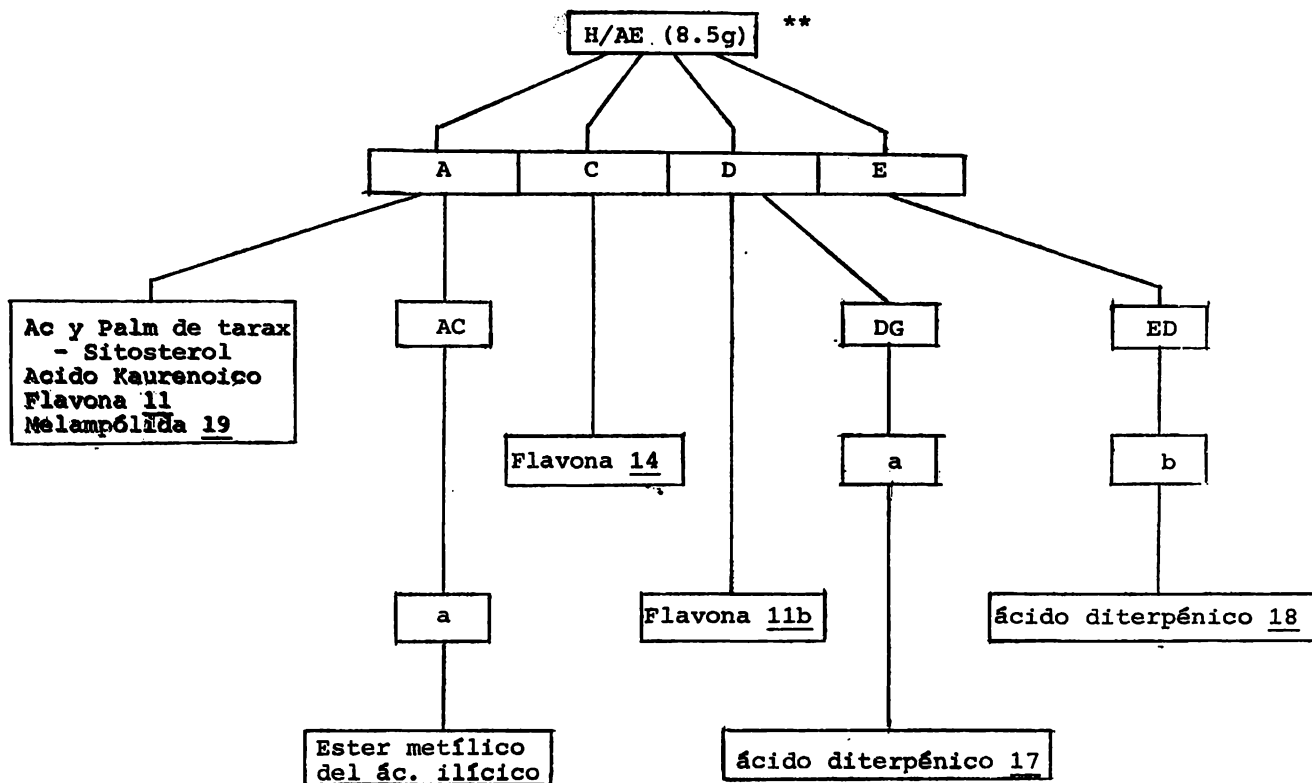 H/AE (8.5g) **
A C D E
Ac y Palm de tarax
- Sitosterol
Acido Kaurenoico
Flavona 11
Melampólida 19
AC
DG
ED
Flavona 14
a
b
a
Flavona 11b
ácido diterpénico 18
Ester metílico
del ác. ilícico
ácido diterpénico 17